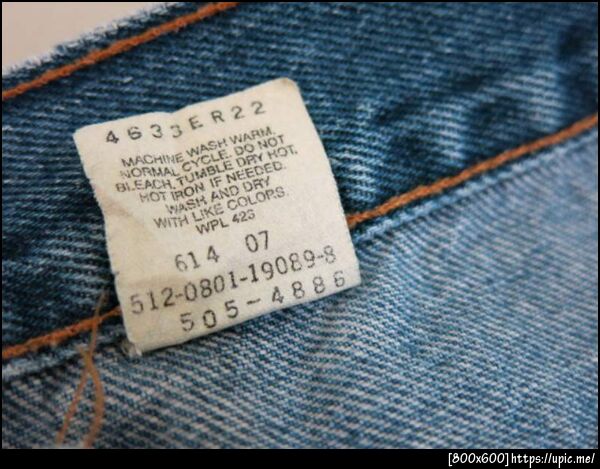 4633ER22
MACHINE WASH WARM.
NORMAL CYCLE. DO NOT
BLEACH. TUMBLE DRY HOT.
HOT IRON IF NEEDED.
WASH AND DRY
WITH LIKE COLORS.
WPL 423
614 07
512-0801-19089-8
505-4886
[800x600]https://upic.me/